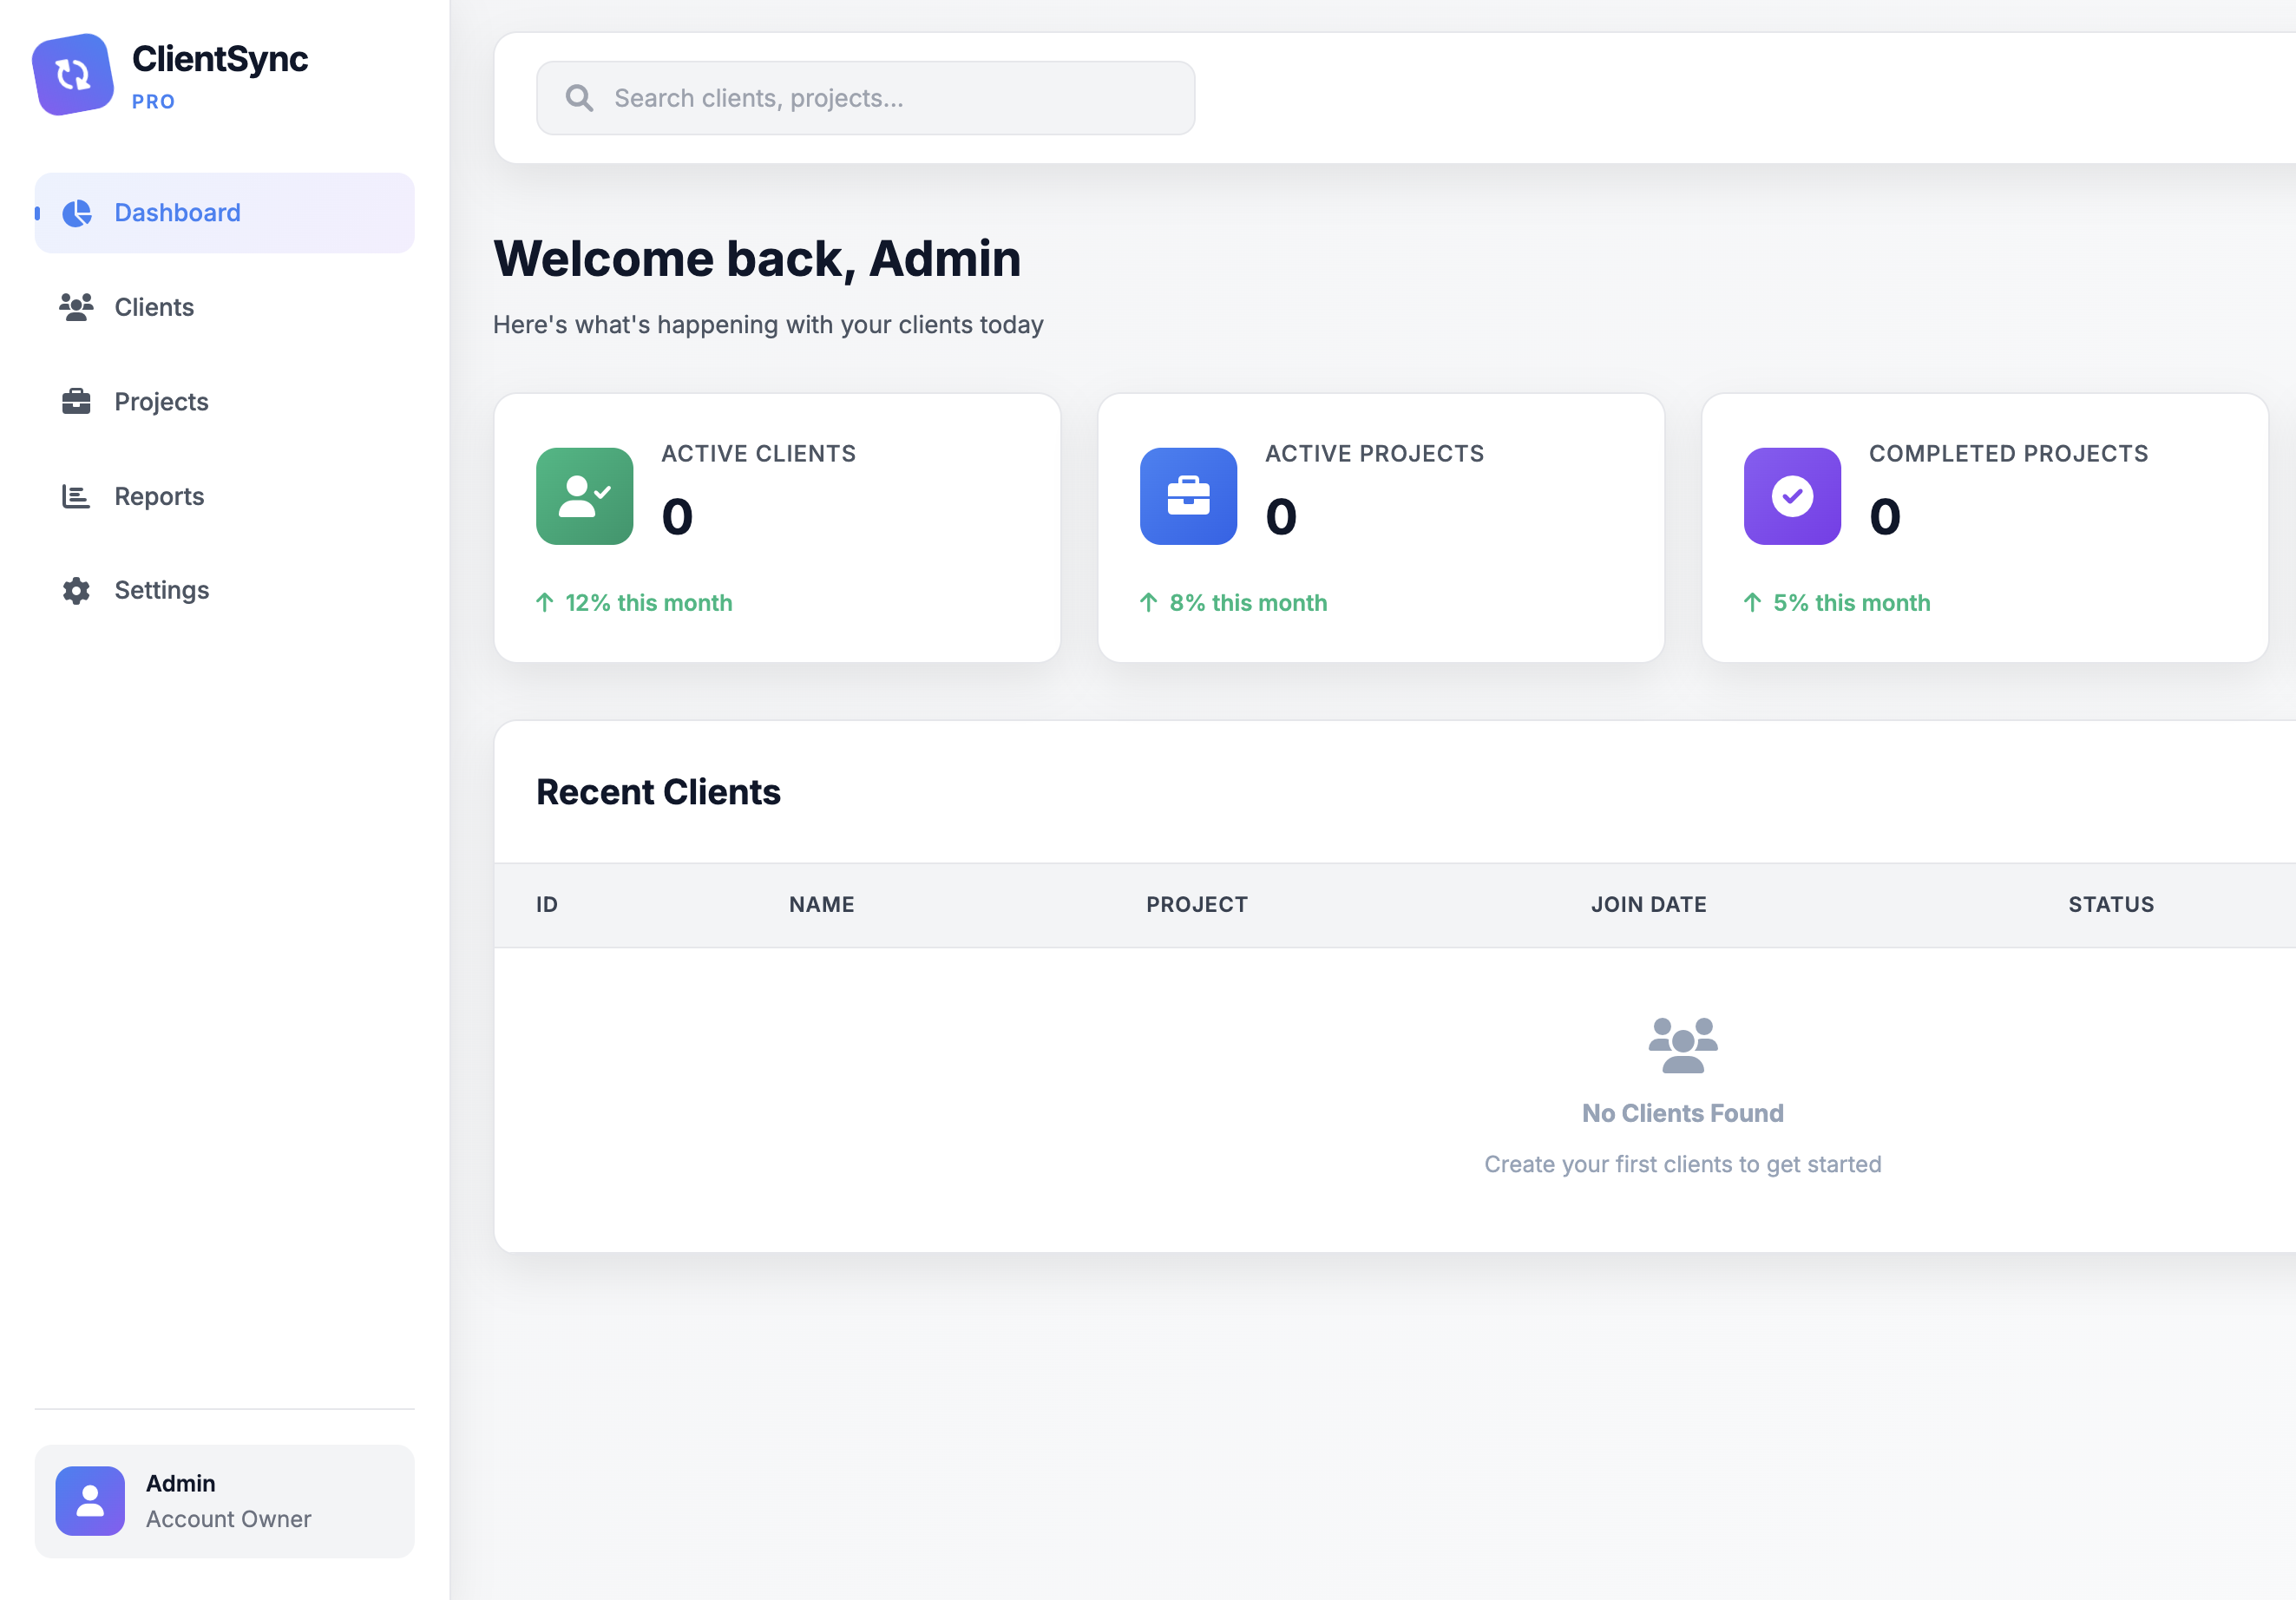 ClientSync
PRO
Dashboard
Clients
Projects
Reports
Settings
Admin
Account Owner
Search clients, projects...
Welcome back, Admin
Here's what's happening with your clients today
ACTIVE CLIENTS
0
12% this month
ACTIVE PROJECTS
0
8% this month
COMPLETED PROJECTS
0
5% this month
Recent Clients
ID NAME PROJECT JOIN DATE STATUS
No Clients Found
Create your first clients to get started